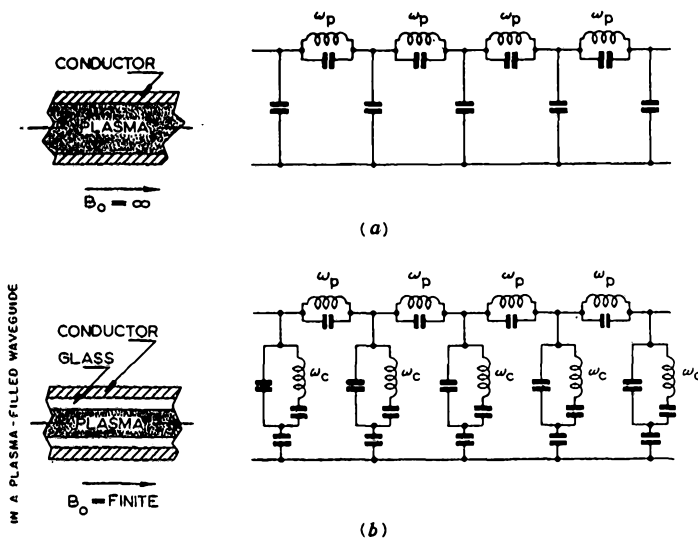 ωp ωp ωp ωp
CONDUCTOR
PLASMA
B₀ = ∞
(a)
IN A PLASMA-FILLED WAVEGUIDE
ωp ωp ωp ωp
CONDUCTOR
GLASS
ωc ωc ωc ωc ωc
PLASMA
B₀ = FINITE
(b)